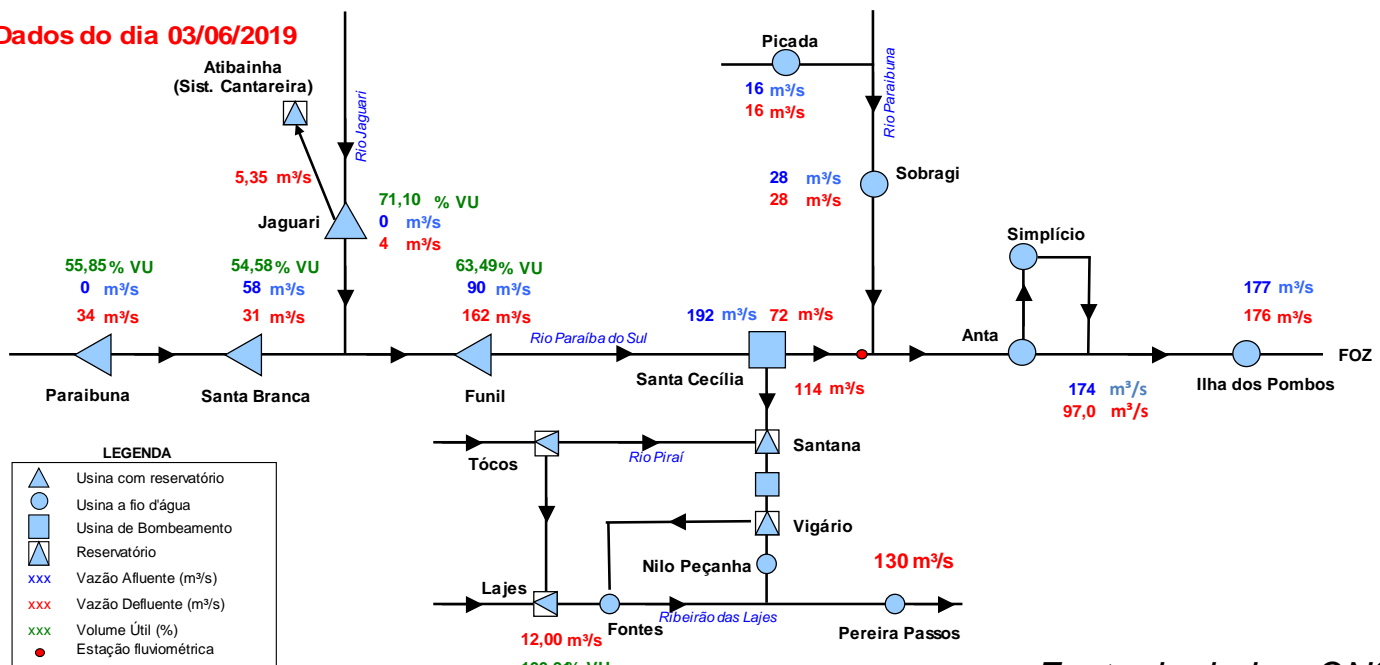 Dados do dia 03/06/2019
Atibainha
(Sist. Cantareira)
Rio Jaguari
5,35 m³/s
Jaguari
71,10 % VU
0 m³/s
4 m³/s
Picada
16 m³/s
16 m³/s
Rio Paraibuna
28 m³/s
28 m³/s
Sobragi
55,85 % VU
0 m³/s
34 m³/s
Paraibuna
54,58 % VU
58 m³/s
31 m³/s
Santa Branca
63,49 % VU
90 m³/s
162 m³/s
Funil
Rio Paraíba do Sul
192 m³/s 72 m³/s
Santa Cecília
114 m³/s
Simplício
Anta
174 m³/s
97,0 m³/s
177 m³/s
176 m³/s
Ilha dos Pombos
FOZ
Tócos
Rio Piraí
Santana
Vigário
Nilo Peçanha
130 m³/s
Lajes
Fontes
Ribeirão das Lajes
Pereira Passos
12,00 m³/s
LEGENDA
Usina com reservatório
Usina a fio d'água
Usina de Bombeamento
Reservatório
xxx Vazão Afluente (m³/s)
xxx Vazão Defluente (m³/s)
xxx Volume Útil (%)
Estação fluviométrica